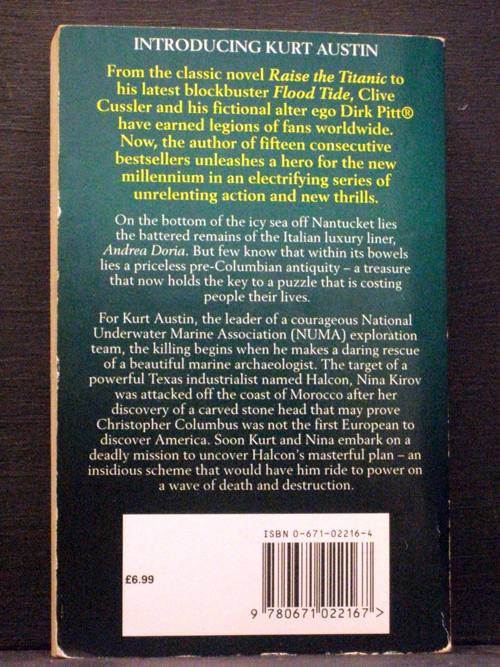 INTRODUCING KURT AUSTIN
From the classic novel Raise the Titanic to
his latest blockbuster Flood Tide, Clive
Cussler and his fictional alter ego Dirk Pitt®
have earned legions of fans worldwide.
Now, the author of fifteen consecutive
bestsellers unleashes a hero for the new
millennium in an electrifying series of
unrelenting action and new thrills.
On the bottom of the icy sea off Nantucket lies
the battered remains of the Italian luxury liner,
Andrea Doria. But few know that within its bowels
lies a priceless pre-Columbian antiquity – a treasure
that now holds the key to a puzzle that is costing
people their lives.
For Kurt Austin, the leader of a courageous National
Underwater Marine Association (NUMA) exploration
team, the killing begins when he makes a daring rescue
of a beautiful marine archaeologist. The target of a
powerful Texas industrialist named Halcon, Nina Kirov
was attacked off the coast of Morocco after her
discovery of a carved stone head that may prove
Christopher Columbus was not the first European to
discover America. Soon Kurt and Nina embark on a
deadly mission to uncover Halcon's masterful plan – an
insidious scheme that would have him ride to power on
a wave of death and destruction.
ISBN 0-671-02216-4
£6.99
9 780671 022167 >